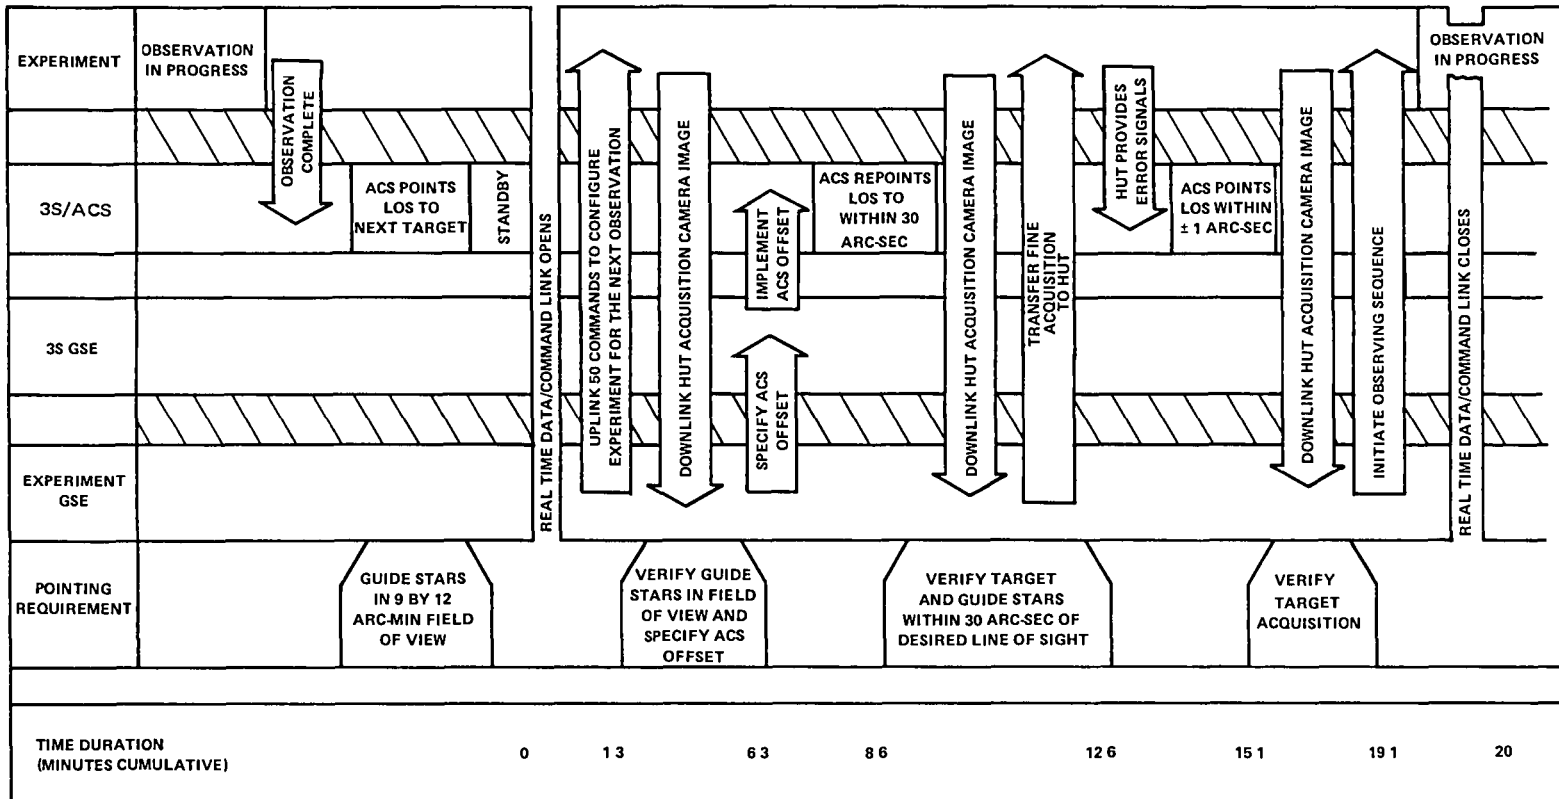 EXPERIMENT
OBSERVATION
IN PROGRESS
OBSERVATION
COMPLETE
3S/ACS
ACS POINTS
LOS TO
NEXT TARGET
STANDBY
REAL TIME DATA/COMMAND LINK OPENS
UPLINK 50 COMMANDS TO CONFIGURE
EXPERIMENT FOR THE NEXT OBSERVATION
DOWNLINK HUT ACQUISITION CAMERA IMAGE
IMPLEMENT
ACS OFFSET
SPECIFY ACS
OFFSET
ACS REPOINTS
LOS TO
WITHIN 30
ARC-SEC
DOWNLINK HUT ACQUISITION CAMERA IMAGE
TRANSFER FINE
ACQUISITION
TO HUT
HUT PROVIDES
ERROR SIGNALS
ACS POINTS
LOS WITHIN
± 1 ARC-SEC
DOWNLINK HUT ACQUISITION CAMERA IMAGE
INITIATE OBSERVING SEQUENCE
OBSERVATION
IN PROGRESS
REAL TIME DATA/COMMAND LINK CLOSES
3S GSE
EXPERIMENT
GSE
POINTING
REQUIREMENT
GUIDE STARS
IN 9 BY 12
ARC-MIN FIELD
OF VIEW
VERIFY GUIDE
STARS IN FIELD
OF VIEW AND
SPECIFY ACS
OFFSET
VERIFY TARGET
AND GUIDE STARS
WITHIN 30 ARC-SEC OF
DESIRED LINE OF SIGHT
VERIFY
TARGET
ACQUISITION
TIME DURATION
(MINUTES CUMULATIVE)
0 1 3 6 3 8 6 12 6 15 1 19 1 20